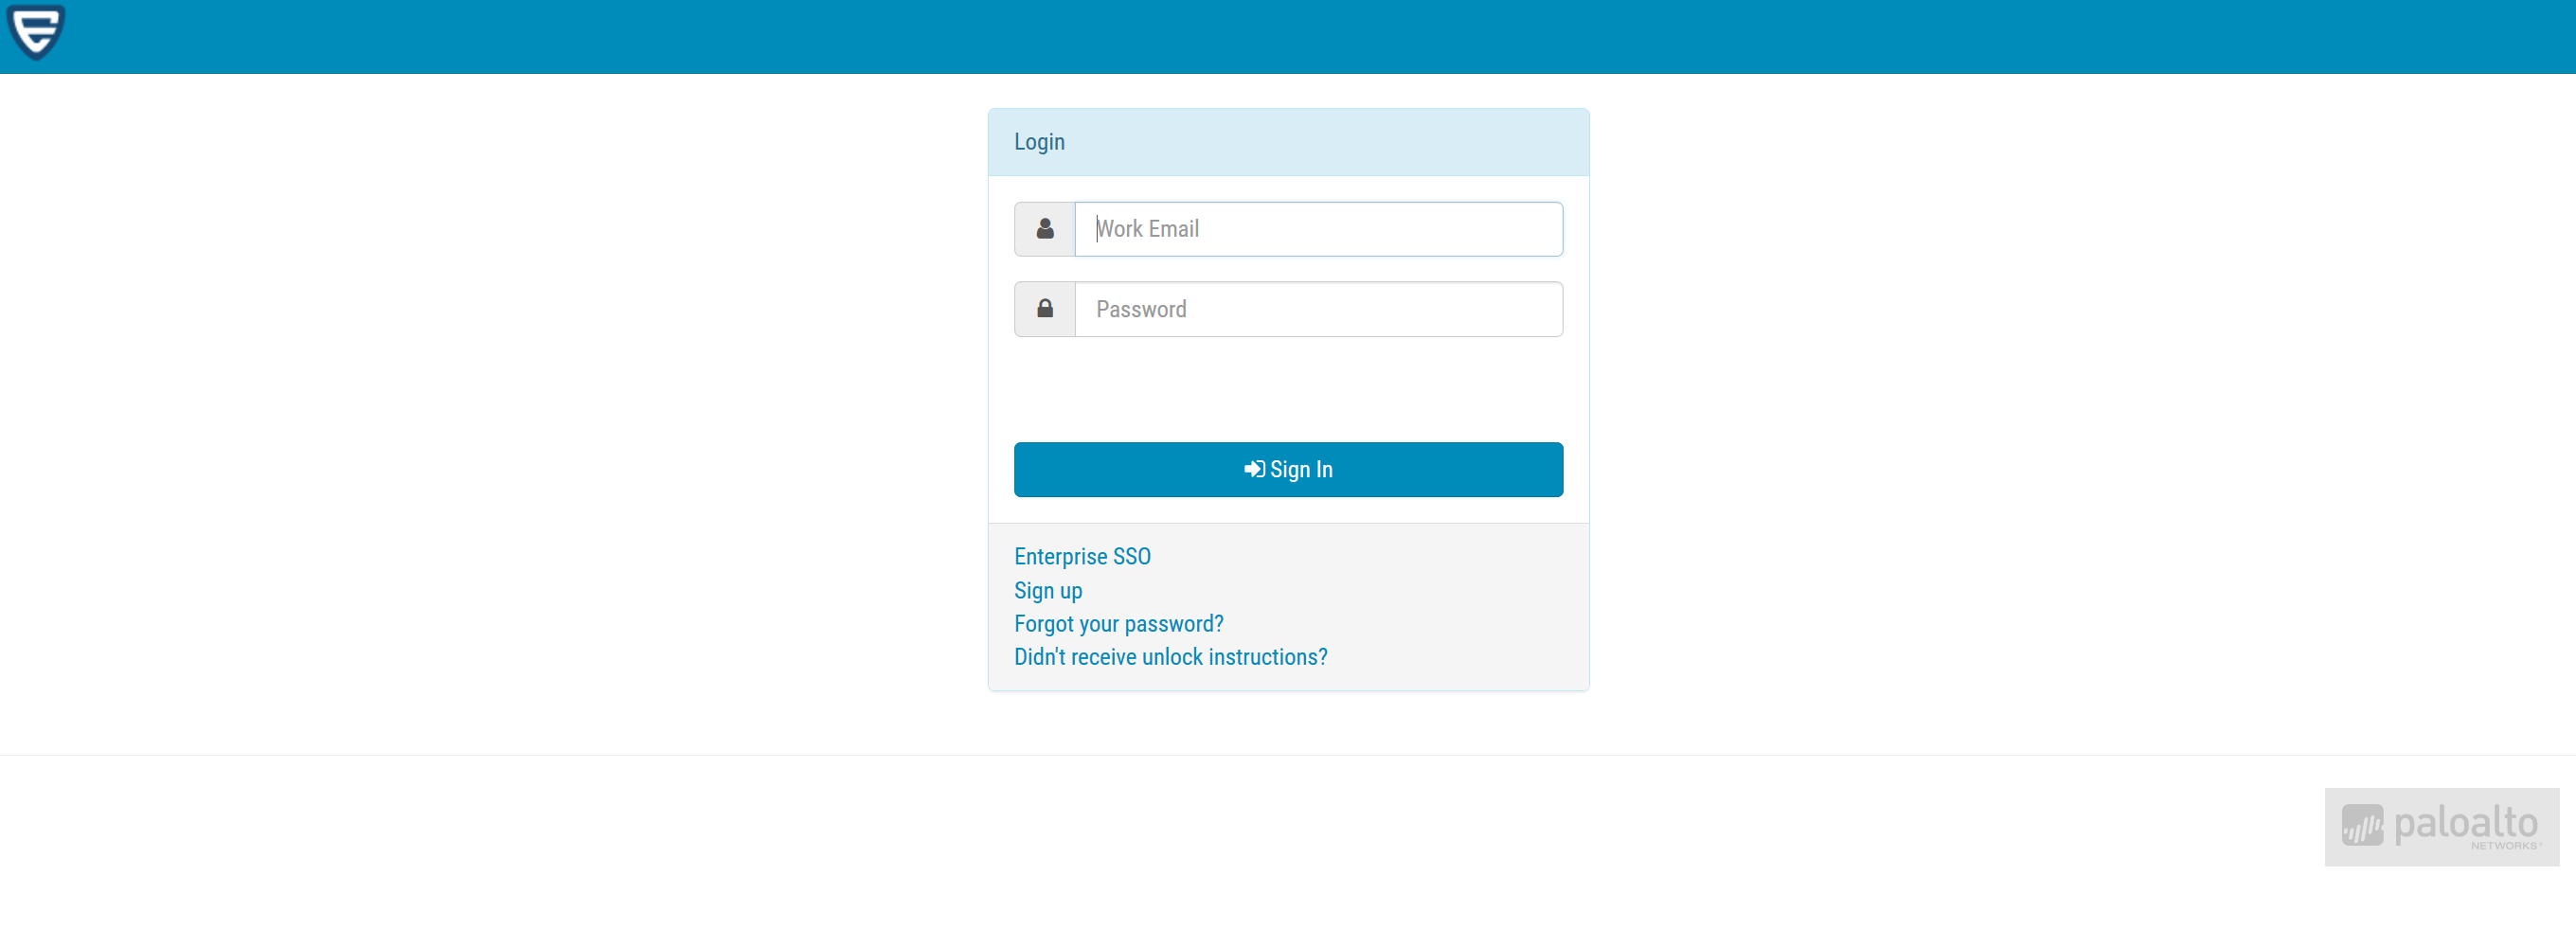 Login
Work Email
Password
Sign In
Enterprise SSO
Sign up
Forgot your password?
Didn't receive unlock instructions?
paloalto
NETWORKS